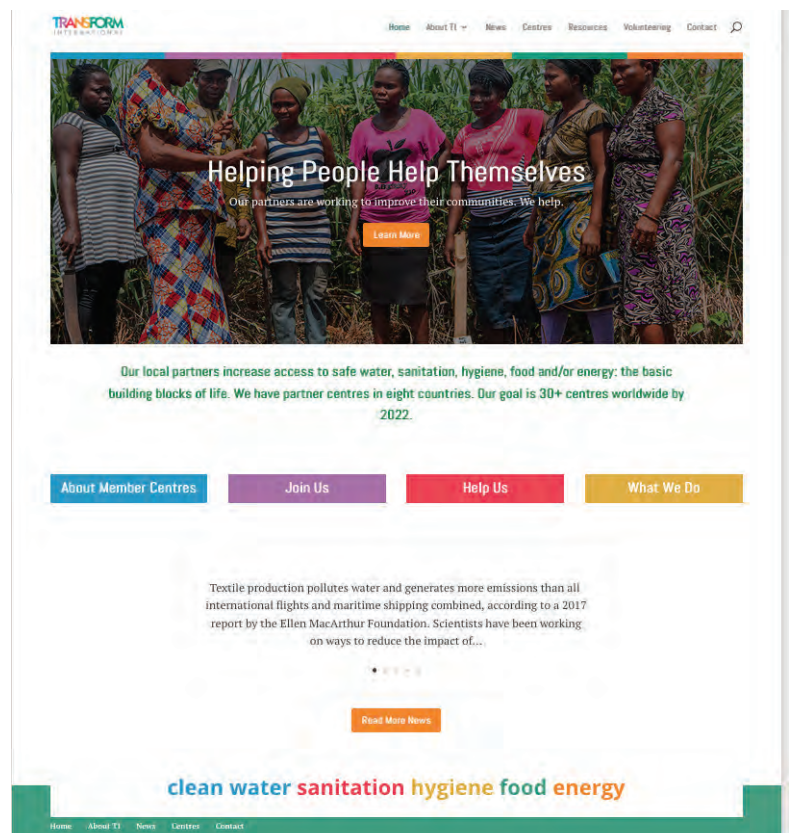 TRANSFORM
INTERNATIONAL
Home About TI News Centres Resources Volunteering Contact
Helping People Help Themselves
Our partners are working to improve their communities. We help.
Learn More
Our local partners increase access to safe water, sanitation, hygiene, food and/or energy: the basic
building blocks of life. We have partner centres in eight countries. Our goal is 30+ centres worldwide by
2022.
About Member Centres Join Us Help Us What We Do
Textile production pollutes water and generates more emissions than all
international flights and maritime shipping combined, according to a 2017
report by the Ellen MacArthur Foundation. Scientists have been working
on ways to reduce the impact of...
Read More News
clean water sanitation hygiene food energy
Home About TI News Centres Contact